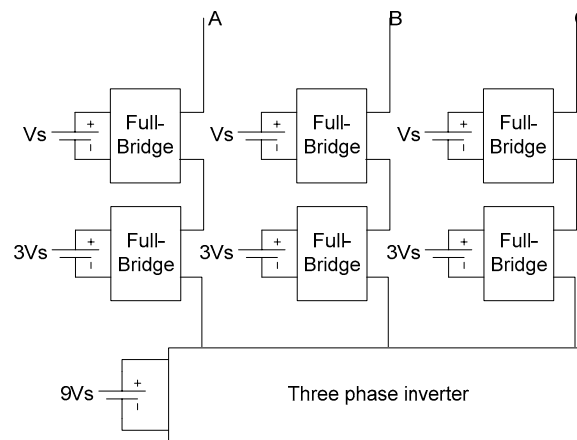 A B
Vs + - Full-Bridge Vs + - Full-Bridge Vs + - Full-Bridge
3Vs + - Full-Bridge 3Vs + - Full-Bridge 3Vs + - Full-Bridge
9Vs + - Three phase inverter